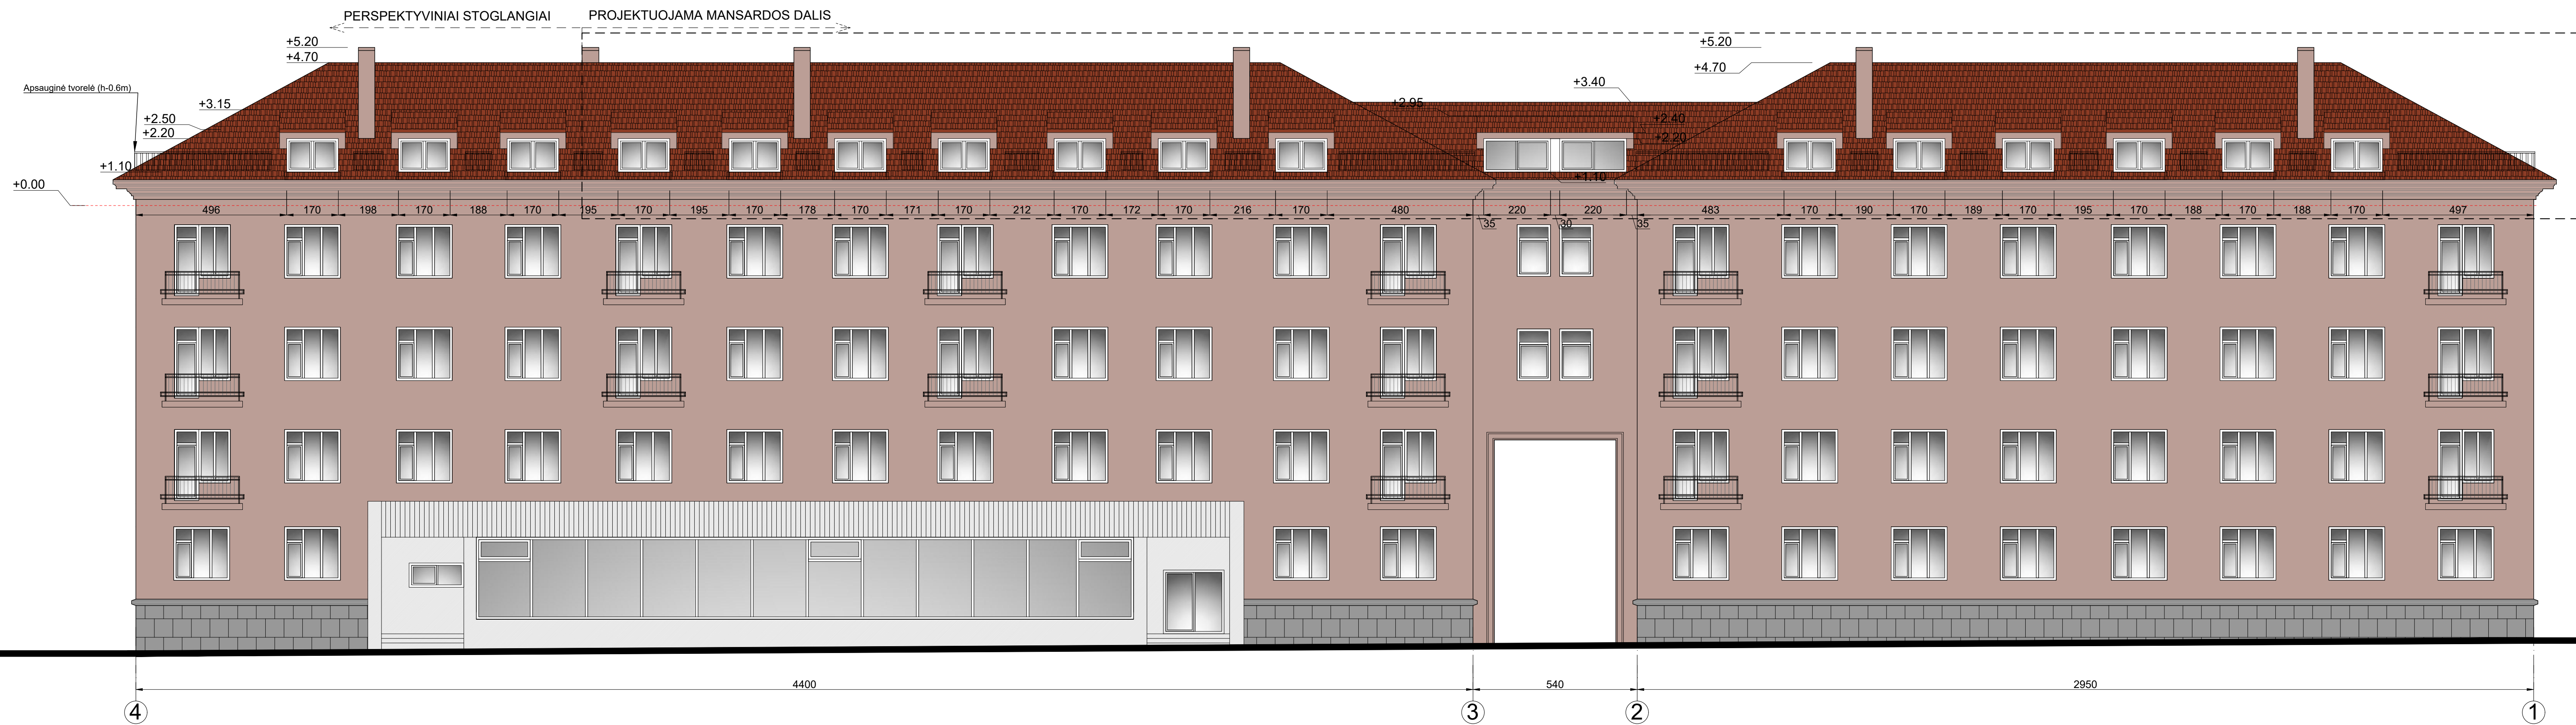 PERSPEKTYVINIAI STOGLANGIAI PROJEKTUOJAMA MANSARDOS DALIS
+5.20 +5.20
+4.70 +4.70
Apsauginė tvorelė (h-0.6m) +3.40
+3.15 +2.95
+2.50 +2.40
+2.20 +2.20
+1.10 +1.10
+0.00
496 170 198 170 188 170 195 170 195 170 178 170 171 170 212 170 172 170 216 170 480 220 220 483 170 190 170 189 170 195 170 188 170 188 170 497
35 30 35
4400 540 2950
4 3 2 1